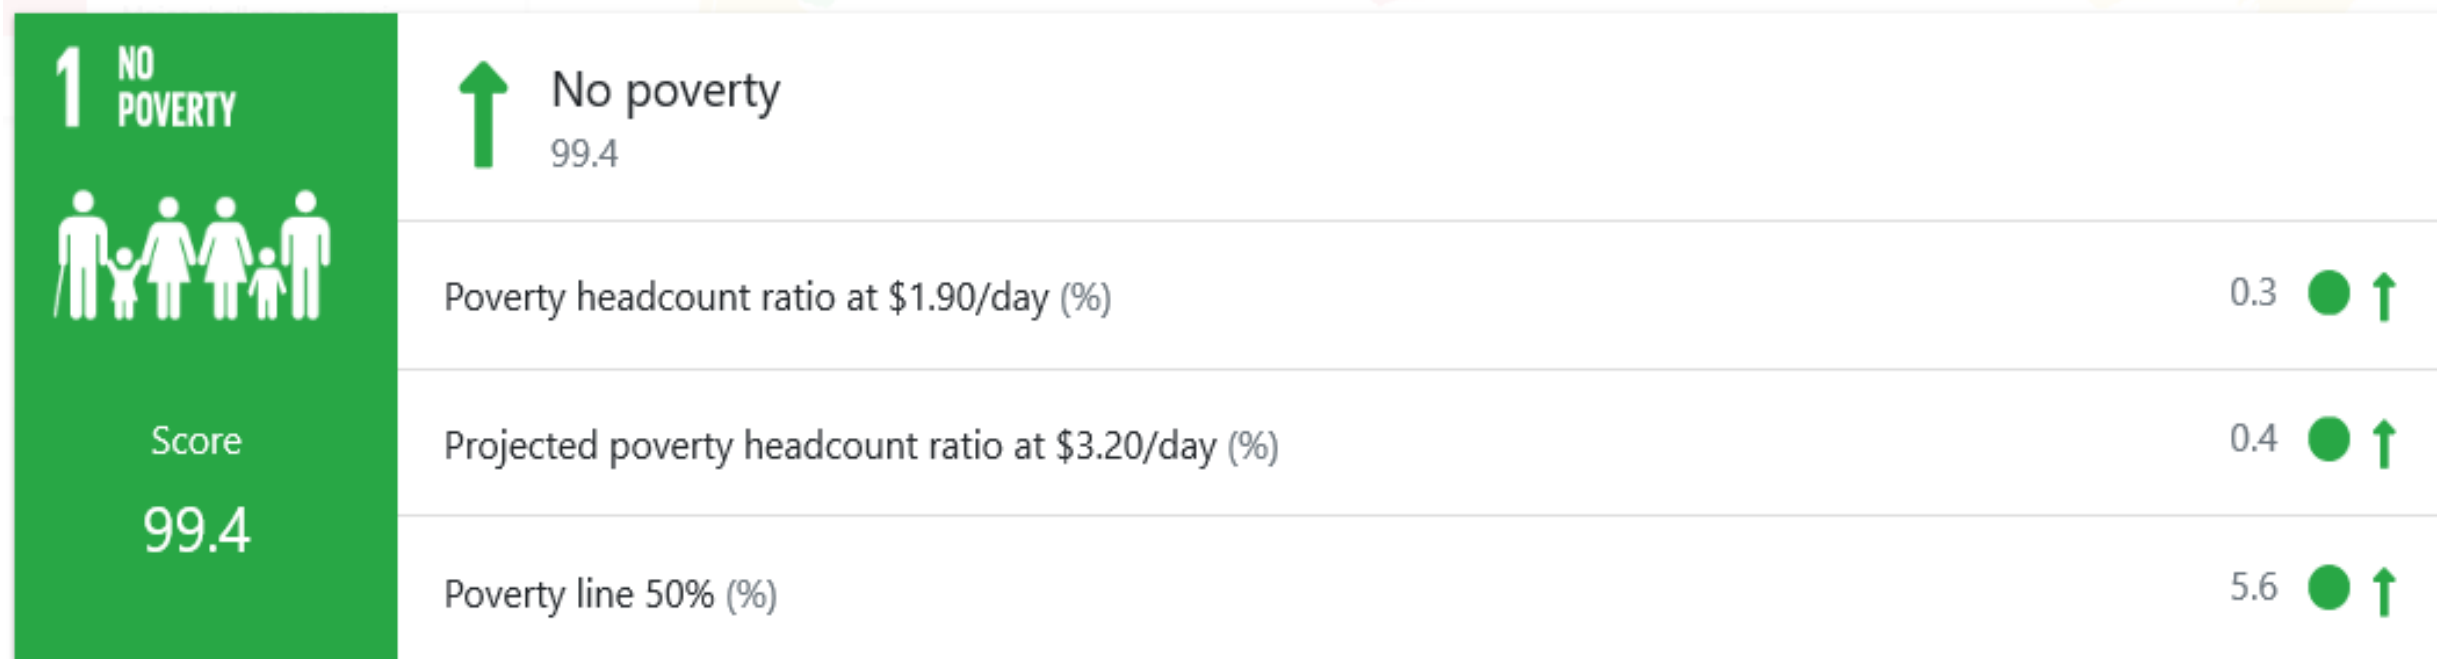 1 NO
POVERTY
Score
99.4
No poverty
99.4
Poverty headcount ratio at $1.90/day (%) 0.3
Projected poverty headcount ratio at $3.20/day (%) 0.4
Poverty line 50% (%) 5.6